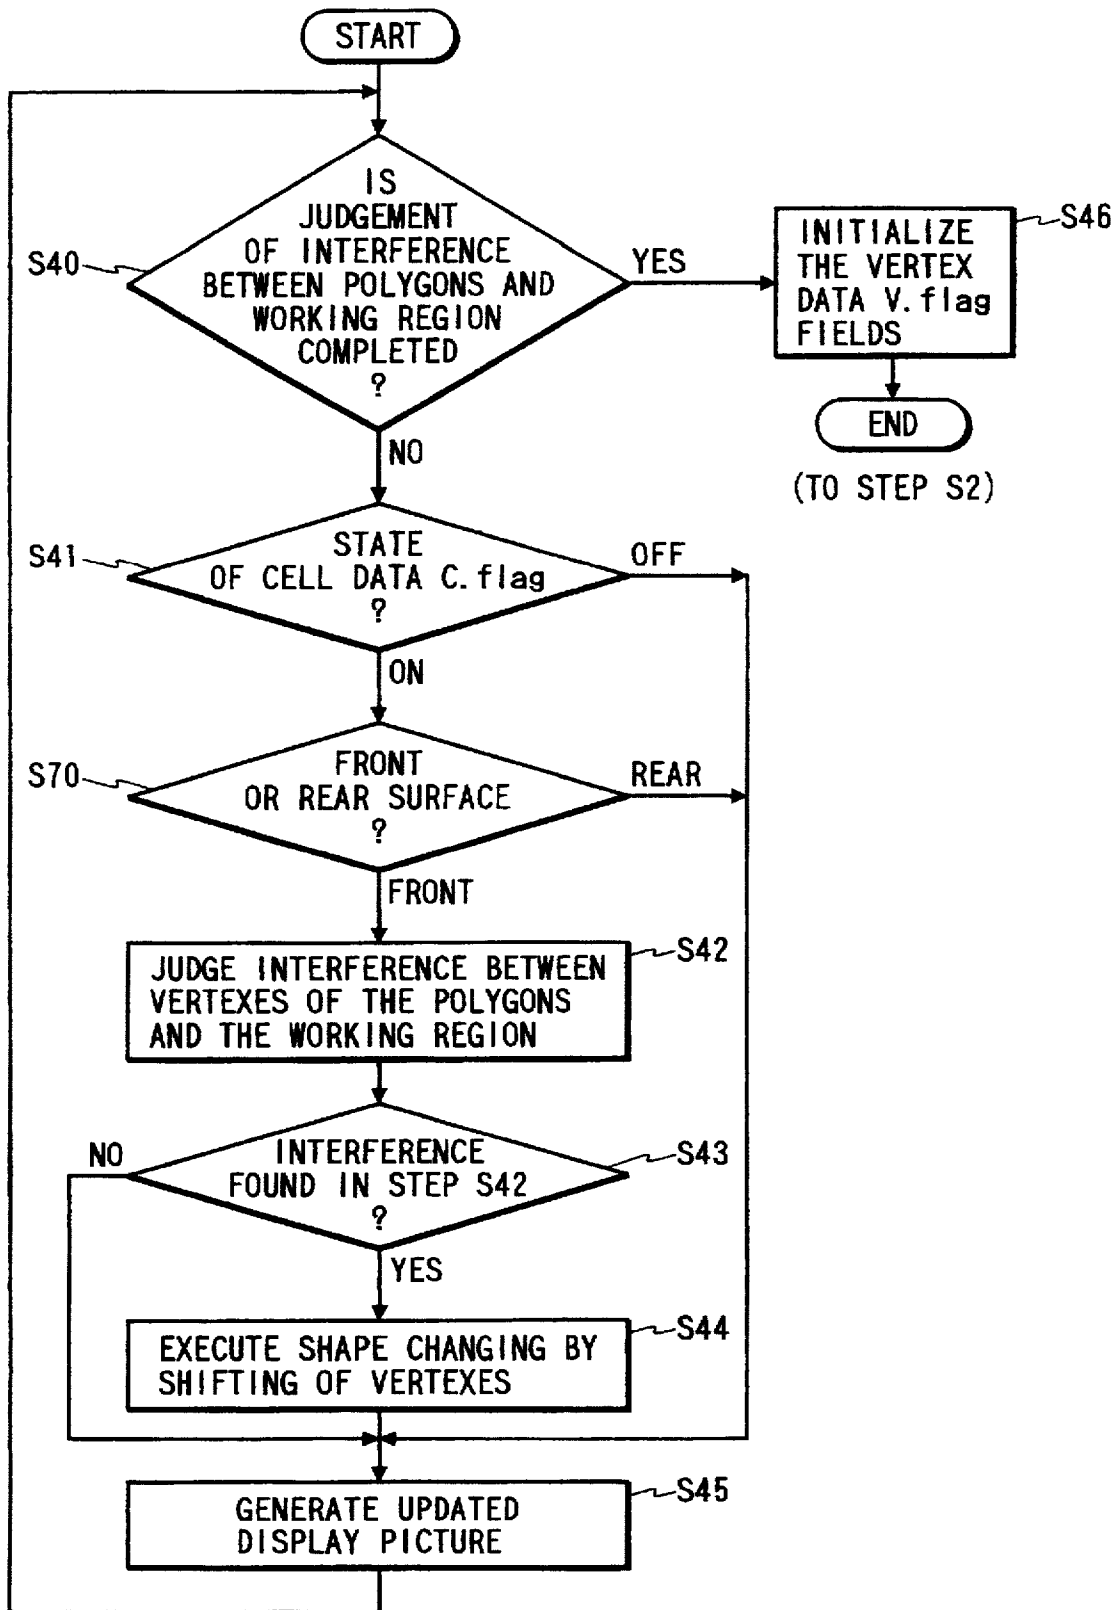 START
IS
JUDGEMENT
OF INTERFERENCE
BETWEEN POLYGONS AND
WORKING REGION
COMPLETED
?
S40
YES
INITIALIZE
THE VERTEX
DATA V.flag
FIELDS
S46
END
(TO STEP S2)
NO
STATE
OF CELL DATA C.flag
?
S41
OFF
ON
FRONT
OR REAR SURFACE
?
S70
REAR
FRONT
JUDGE INTERFERENCE BETWEEN
VERTEXES OF THE POLYGONS
AND THE WORKING REGION
S42
INTERFERENCE
FOUND IN STEP S42
?
S43
NO
YES
EXECUTE SHAPE CHANGING BY
SHIFTING OF VERTEXES
S44
GENERATE UPDATED
DISPLAY PICTURE
S45